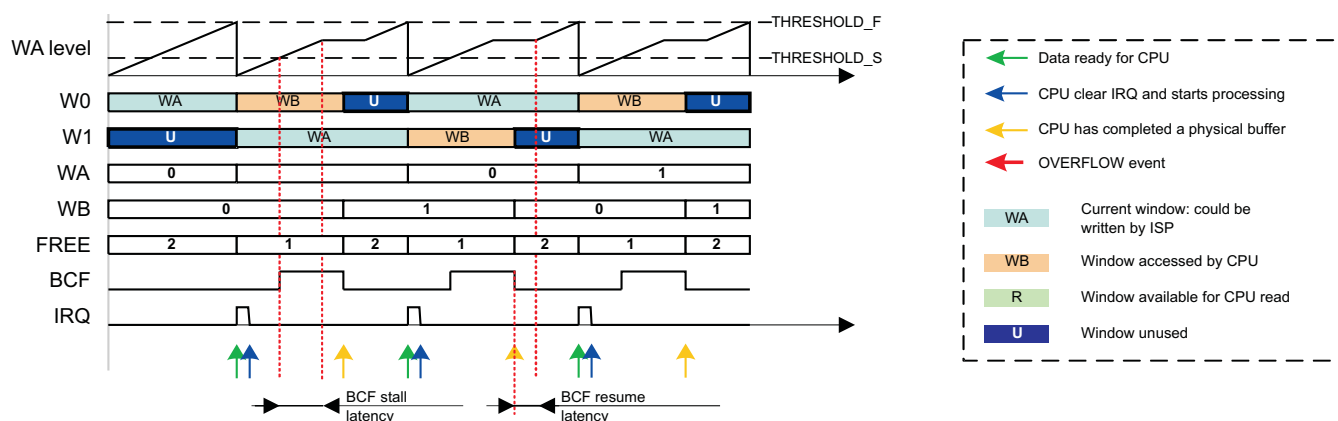 THRESHOLD_F
WA level
THRESHOLD_S
W0 WA WB U WA WB U
W1 U WA WB U WA
WA 0 0 1
WB 0 1 0 1
FREE 2 1 2 1 2 1 2
BCF
IRQ
BCF stall
latency
BCF resume
latency
Data ready for CPU
CPU clear IRQ and starts processing
CPU has completed a physical buffer
OVERFLOW event
WA Current window: could be
written by ISP
WB Window accessed by CPU
R Window available for CPU read
U Window unused